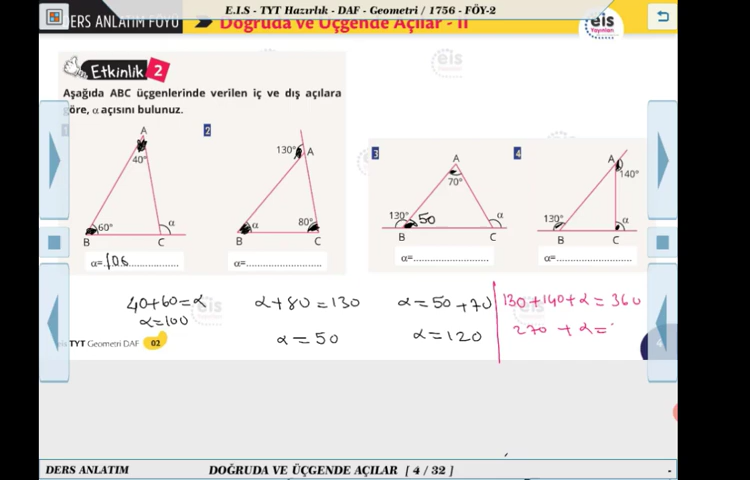 E.I.S - TYT Hazırlık - DAF - Geometri / 1756 - FÖY-2
DERS ANLATIM FÖYÜ
Doğruda ve Üçgende Açılar - II
eis
Yayınları
Etkinlik 2
Aşağıda ABC üçgenlerinde verilen iç ve dış açılara
göre, α açısını bulunuz.
1
A
40°
60°
α
B
C
α=100
2
130°
A
α
80°
B
C
α=
3
A
70°
130°
50
α
B
C
α=
4
A
140°
130°
α
B
C
α=
40+60=α
α=100
α+80=130
α=50
α=50+70
α=120
130+140+α=360
270+α=
eis TYT Geometri DAF 02
DERS ANLATIM
DOĞRUDA VE ÜÇGENDE AÇILAR [ 4 / 32 ]